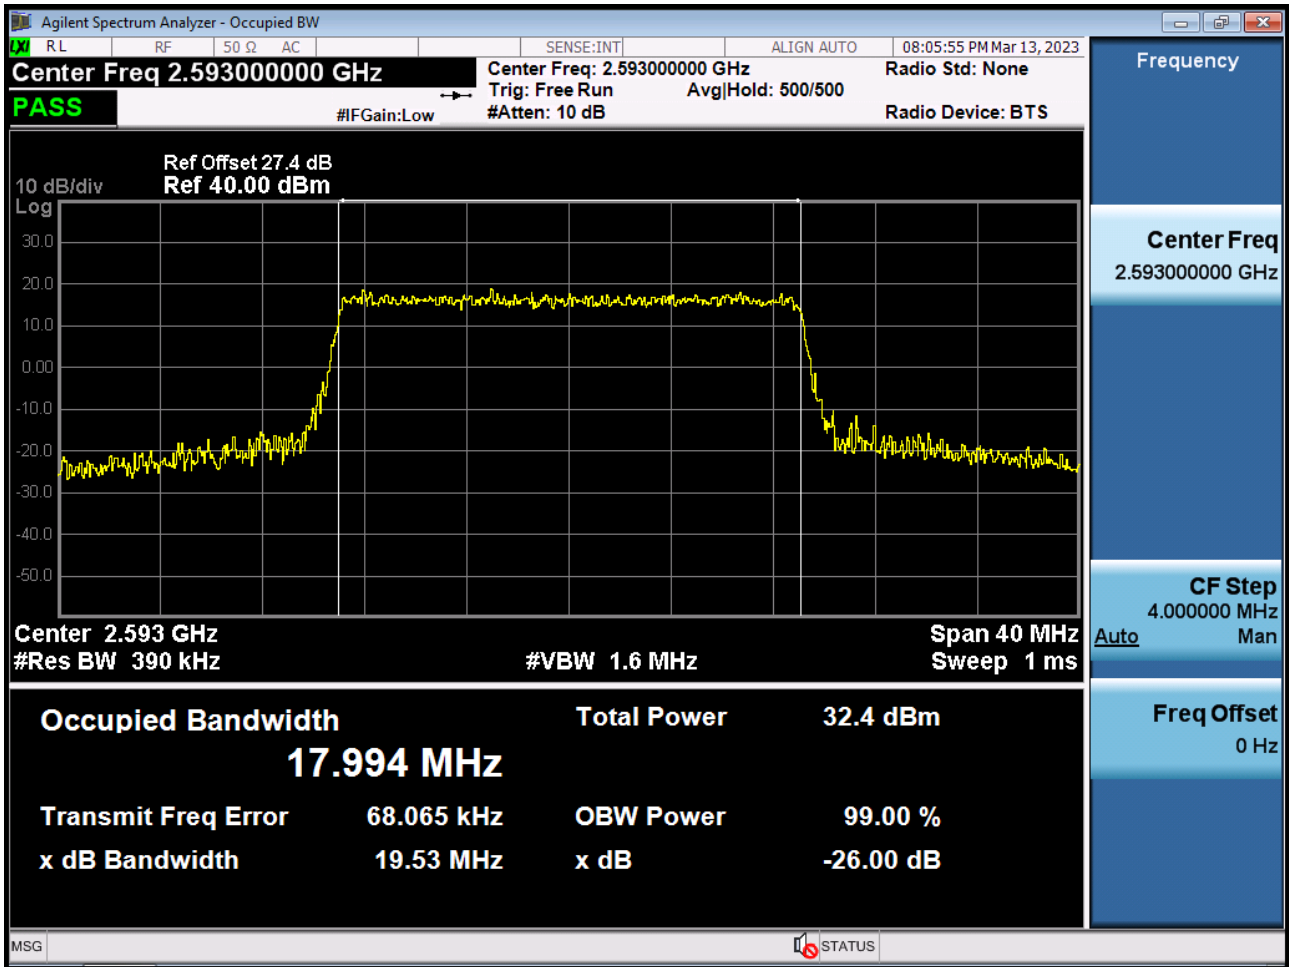 Agilent Spectrum Analyzer - Occupied BW
LXI RL RF 50 Ω AC SENSE:INT ALIGN AUTO 08:05:55 PM Mar 13, 2023
Center Freq 2.593000000 GHz
Center Freq: 2.593000000 GHz
Radio Std: None
Trig: Free Run Avg|Hold: 500/500
PASS
#IFGain:Low
#Atten: 10 dB
Radio Device: BTS
Ref Offset 27.4 dB
10 dB/div Ref 40.00 dBm
Log
30.0
20.0
10.0
0.00
-10.0
-20.0
-30.0
-40.0
-50.0
Center 2.593 GHz Span 40 MHz
#Res BW 390 kHz #VBW 1.6 MHz Sweep 1 ms
Occupied Bandwidth Total Power 32.4 dBm
17.994 MHz
Transmit Freq Error 68.065 kHz OBW Power 99.00 %
x dB Bandwidth 19.53 MHz x dB -26.00 dB
MSG STATUS
Frequency
Center Freq
2.593000000 GHz
CF Step
4.000000 MHz
Auto Man
Freq Offset
0 Hz